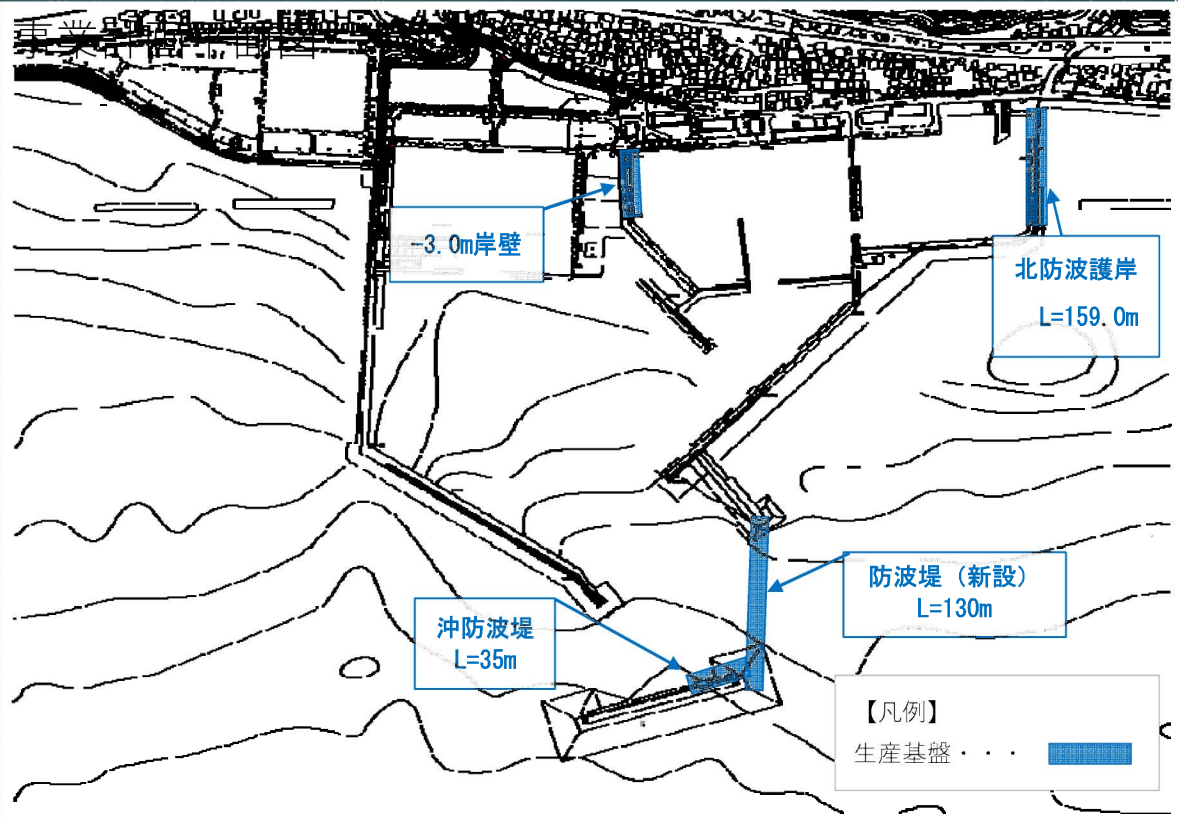 -3.0m岸壁
北防波護岸
L=159.0m
防波堤（新設）
L=130m
沖防波堤
L=35m
【凡例】
生産基盤・・・